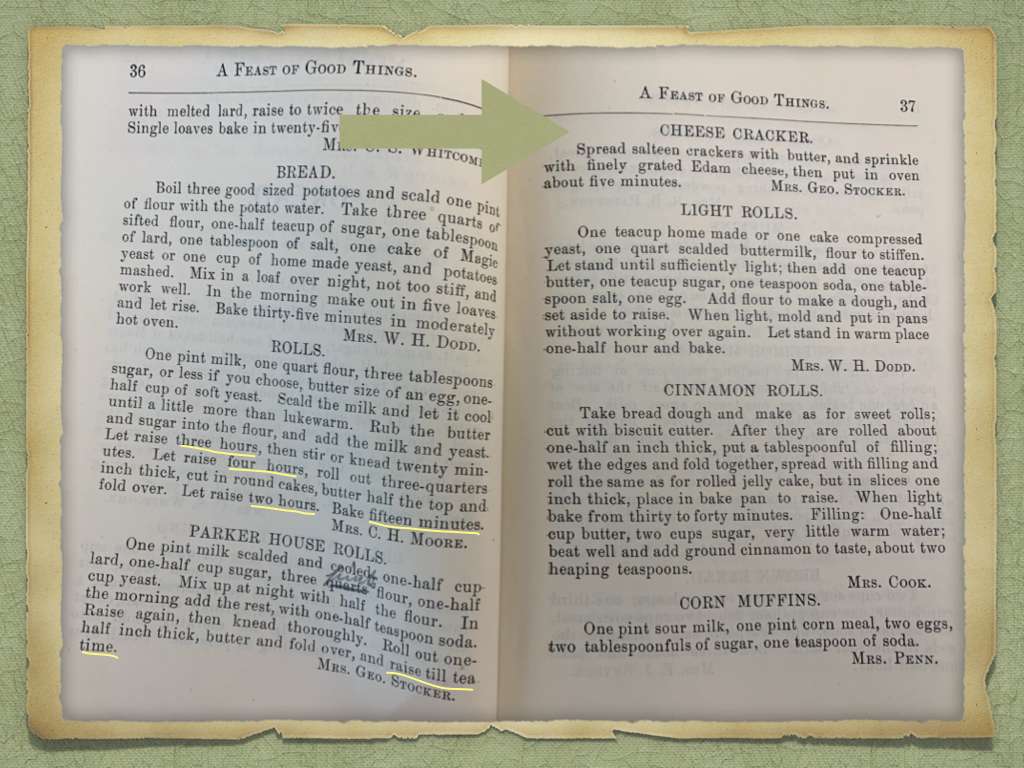 36 A FEAST OF GOOD THINGS.
with melted lard, raise to twice the size
Single loaves bake in
MRS.
BREAD.
Boil three good sized potatoes and scald one pint
of flour with the potato water. Take three quarts of
sifted flour, one-half teacup of sugar, one tablespoon
of lard, one tablespoon of salt, one cake of Magic
yeast or one cup of home made yeast, and potatoes
mashed. Mix in a loaf over night, not too stiff, and
work well. In the morning make out in five loaves
and let rise. Bake thirty-five minutes in moderately
hot oven.
MRS. W. H. DODD.
ROLLS.
One pint milk, one quart flour, three tablespoons
sugar, or less if you choose, butter size of an egg, one-
half cup of soft yeast. Scald the milk and let it cool
until a little more than lukewarm. Rub the butter
and sugar into the flour, and add the milk and yeast.
Let raise three hours, then stir or knead twenty min-
utes. Let raise four hours, roll out three-quarters
inch thick, cut in round cakes, butter half the top and
fold over. Let raise two hours. Bake fifteen minutes.
MRS. C. H. MOORE.
PARKER HOUSE ROLLS.
One pint milk scalded and cooled, one-half cup
lard, one-half cup sugar, three quarts flour, one-half
cup yeast. Mix up at night with half the flour. In
the morning add the rest, with one-half teaspoon soda.
Raise again, then knead thoroughly. Roll out one-
half inch thick, butter and fold over, and raise till tea
time.
MRS. GEO. STOCKER.
A FEAST OF GOOD THINGS. 37
CHEESE CRACKER.
Spread salteen crackers with butter, and sprinkle
with finely grated Edam cheese, then put in oven
about five minutes. MRS. GEO. STOCKER.
LIGHT ROLLS.
One teacup home made or one cake compressed
yeast, one quart scalded buttermilk, flour to stiffen.
Let stand until sufficiently light; then add one teacup
butter, one teacup sugar, one teaspoon soda, one table-
spoon salt, one egg. Add flour to make a dough, and
set aside to raise. When light, mold and put in pans
without working over again. Let stand in warm place
one-half hour and bake.
MRS. W. H. DODD.
CINNAMON ROLLS.
Take bread dough and make as for sweet rolls;
cut with biscuit cutter. After they are rolled about
one-half an inch thick, put a tablespoonful of filling;
wet the edges and fold together, spread with filling and
roll the same as for rolled jelly cake, but in slices one
inch thick, place in bake pan to raise. When light
bake from thirty to forty minutes. Filling: One-half
cup butter, two cups sugar, very little warm water;
beat well and add ground cinnamon to taste, about two
heaping teaspoons.
MRS. COOK.
CORN MUFFINS.
One pint sour milk, one pint corn meal, two eggs,
two tablespoonfuls of sugar, one teaspoon of soda.
MRS. PENN.